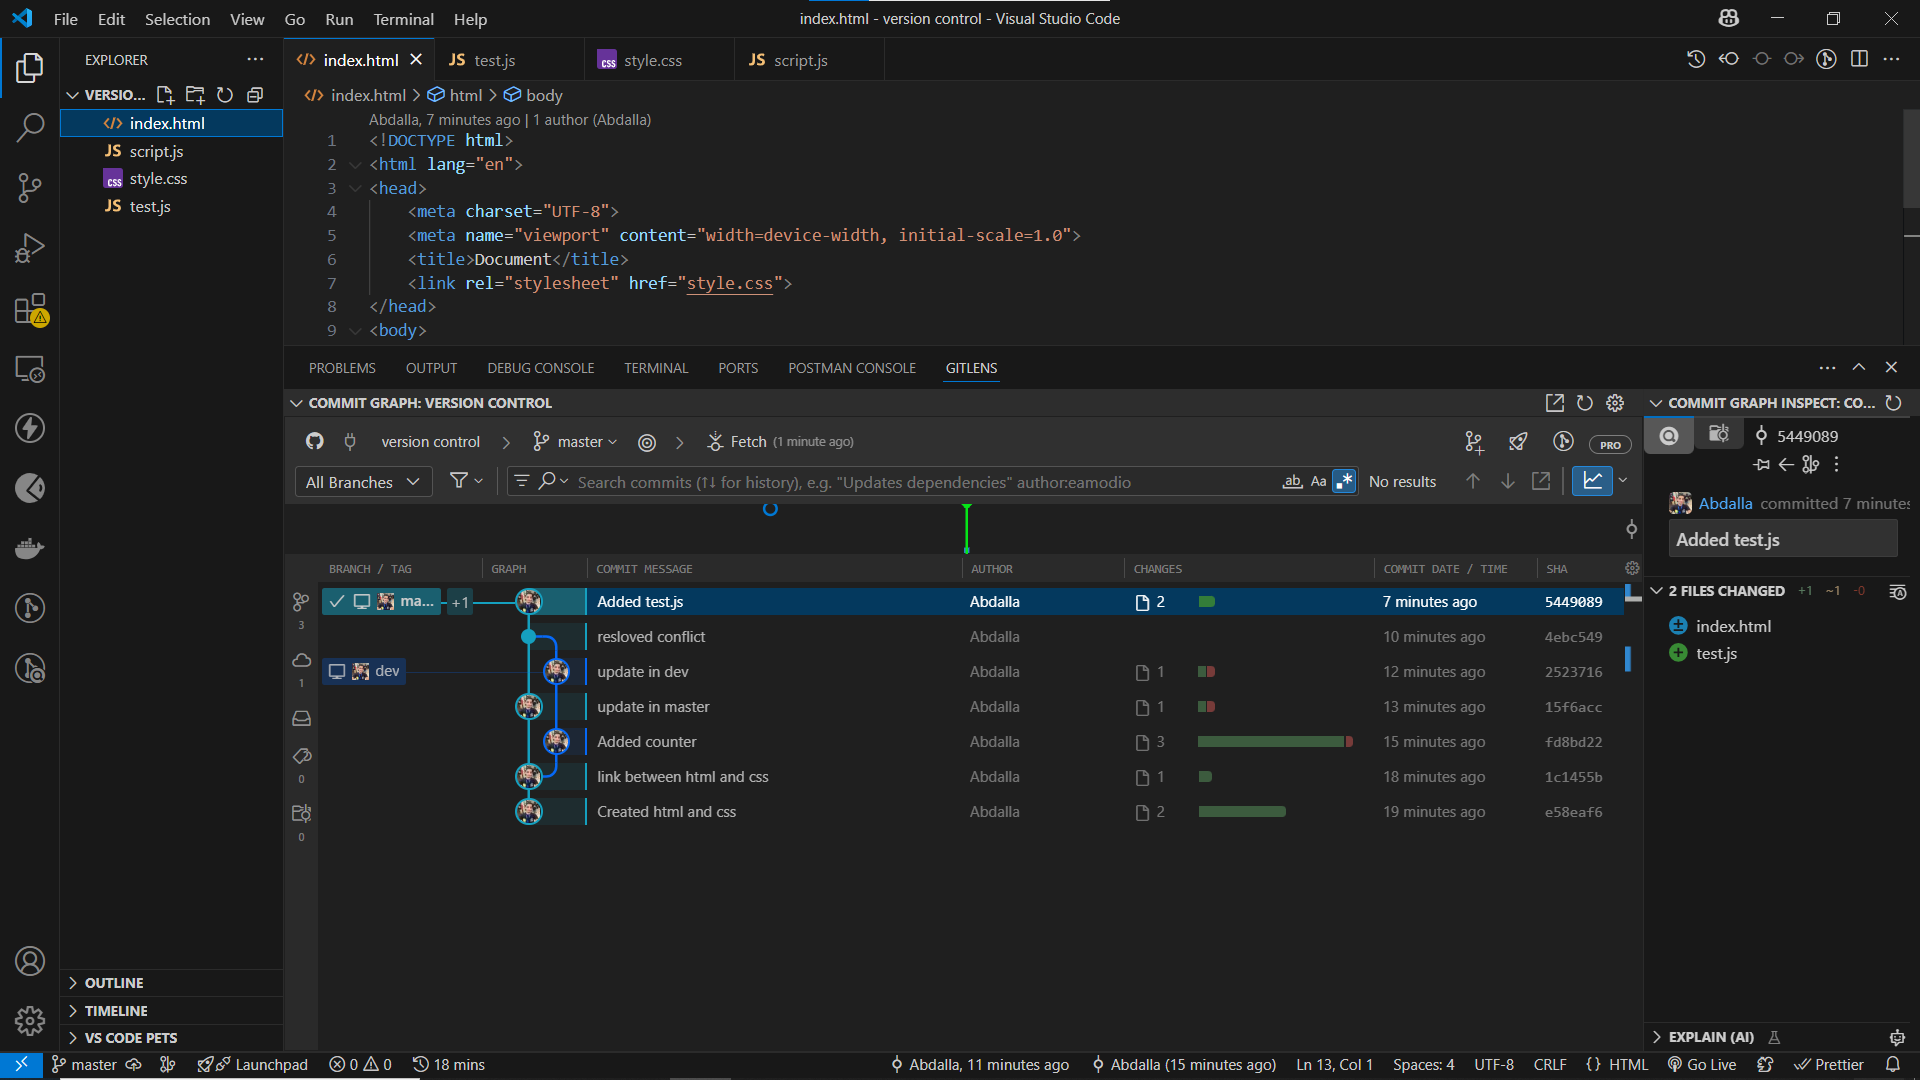 File Edit Selection View Go Run Terminal Help
index.html - version control - Visual Studio Code
EXPLORER
VERSIO...
index.html
script.js
style.css
test.js
OUTLINE
TIMELINE
VS CODE PETS
index.html JS test.js css style.css JS script.js
index.html > html > body
Abdalla, 7 minutes ago | 1 author (Abdalla)
1 <!DOCTYPE html>
2 <html lang="en">
3 <head>
4 <meta charset="UTF-8">
5 <meta name="viewport" content="width=device-width, initial-scale=1.0">
6 <title>Document</title>
7 <link rel="stylesheet" href="style.css">
8 </head>
9 <body>
PROBLEMS OUTPUT DEBUG CONSOLE TERMINAL PORTS POSTMAN CONSOLE GITLENS
COMMIT GRAPH: VERSION CONTROL
version control > master > Fetch (1 minute ago) PRO
All Branches Search commits (↑↓ for history), e.g. "Updates dependencies" author:eamodio ab Aa .* No results
BRANCH / TAG GRAPH COMMIT MESSAGE AUTHOR CHANGES COMMIT DATE / TIME SHA
ma... +1 Added test.js Abdalla 2 7 minutes ago 5449089
resloved conflict Abdalla 10 minutes ago 4ebc549
dev update in dev Abdalla 1 12 minutes ago 2523716
update in master Abdalla 1 13 minutes ago 15f6acc
Added counter Abdalla 3 15 minutes ago fd8bd22
link between html and css Abdalla 1 18 minutes ago 1c1455b
Created html and css Abdalla 2 19 minutes ago e58eaf6
3
1
0
0
COMMIT GRAPH INSPECT: CO...
5449089
Abdalla committed 7 minutes
Added test.js
2 FILES CHANGED +1 ~1 -0
index.html
test.js
EXPLAIN (AI)
master Launchpad 0 0 18 mins Abdalla, 11 minutes ago Abdalla (15 minutes ago) Ln 13, Col 1 Spaces: 4 UTF-8 CRLF {} HTML Go Live Prettier